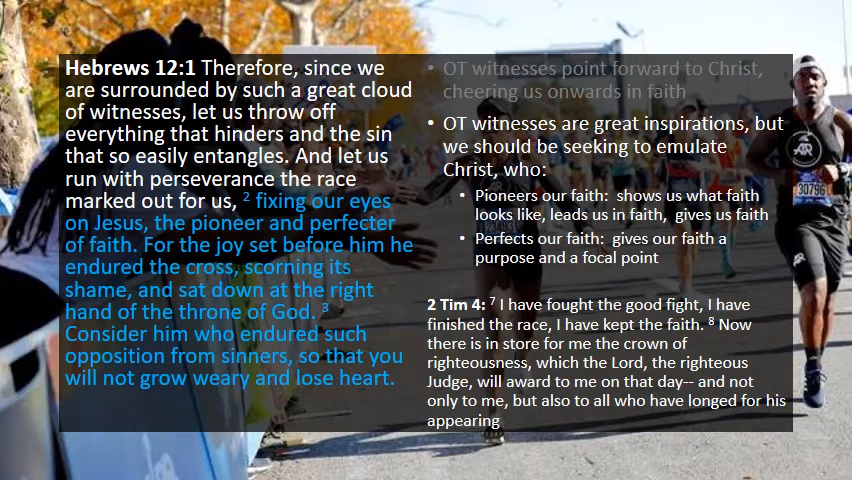 Hebrews 12:1 Therefore, since we
are surrounded by such a great cloud
of witnesses, let us throw off
everything that hinders and the sin
that so easily entangles. And let us
run with perseverance the race
marked out for us, ² fixing our eyes
on Jesus, the pioneer and perfecter
of faith. For the joy set before him he
endured the cross, scorning its
shame, and sat down at the right
hand of the throne of God. ³
Consider him who endured such
opposition from sinners, so that you
will not grow weary and lose heart.
• OT witnesses point forward to Christ,
cheering us onwards in faith
• OT witnesses are great inspirations, but
we should be seeking to emulate
Christ, who:
• Pioneers our faith: shows us what faith
looks like, leads us in faith, gives us faith
• Perfects our faith: gives our faith a
purpose and a focal point
2 Tim 4: ⁷ I have fought the good fight, I have
finished the race, I have kept the faith. ⁸ Now
there is in store for me the crown of
righteousness, which the Lord, the righteous
Judge, will award to me on that day-- and not
only to me, but also to all who have longed for his
appearing
30796